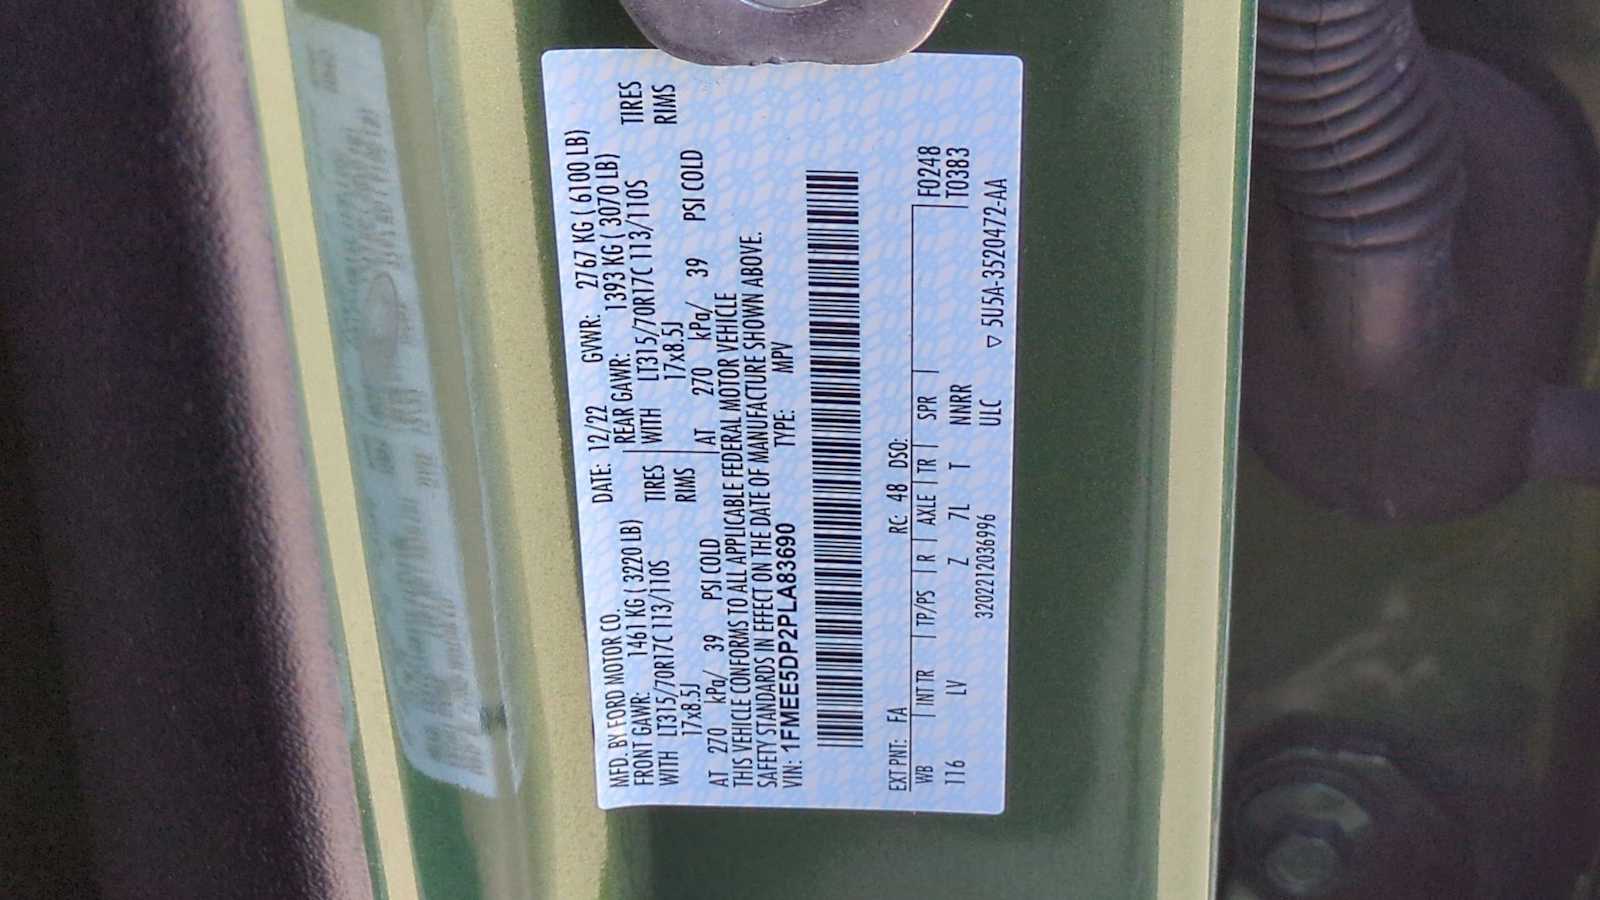 MFD. BY FORD MOTOR CO.
DATE: 12/22 GVWR: 2767 KG ( 6100 LB)
FRONT GAWR: 1461 KG ( 3220 LB) REAR GAWR: 1393 KG ( 3070 LB)
WITH LT315/70R17C 113/110S TIRES WITH LT315/70R17C 113/110S TIRES
17x8.5J RIMS 17x8.5J RIMS
AT 270 kPa/ 39 PSI COLD AT 270 kPa/ 39 PSI COLD
THIS VEHICLE CONFORMS TO ALL APPLICABLE FEDERAL MOTOR VEHICLE
SAFETY STANDARDS IN EFFECT ON THE DATE OF MANUFACTURE SHOWN ABOVE.
VIN: 1FMEE5DP2PLA83690 TYPE: MPV
EXT PNT: FA RC: 48 DSO:
WB INT TR TP/PS R AXLE TR SPR F0248
116 LV Z 7L T NNRR T0383
3202212036996 ULC
▽ 5U5A-3520472-AA